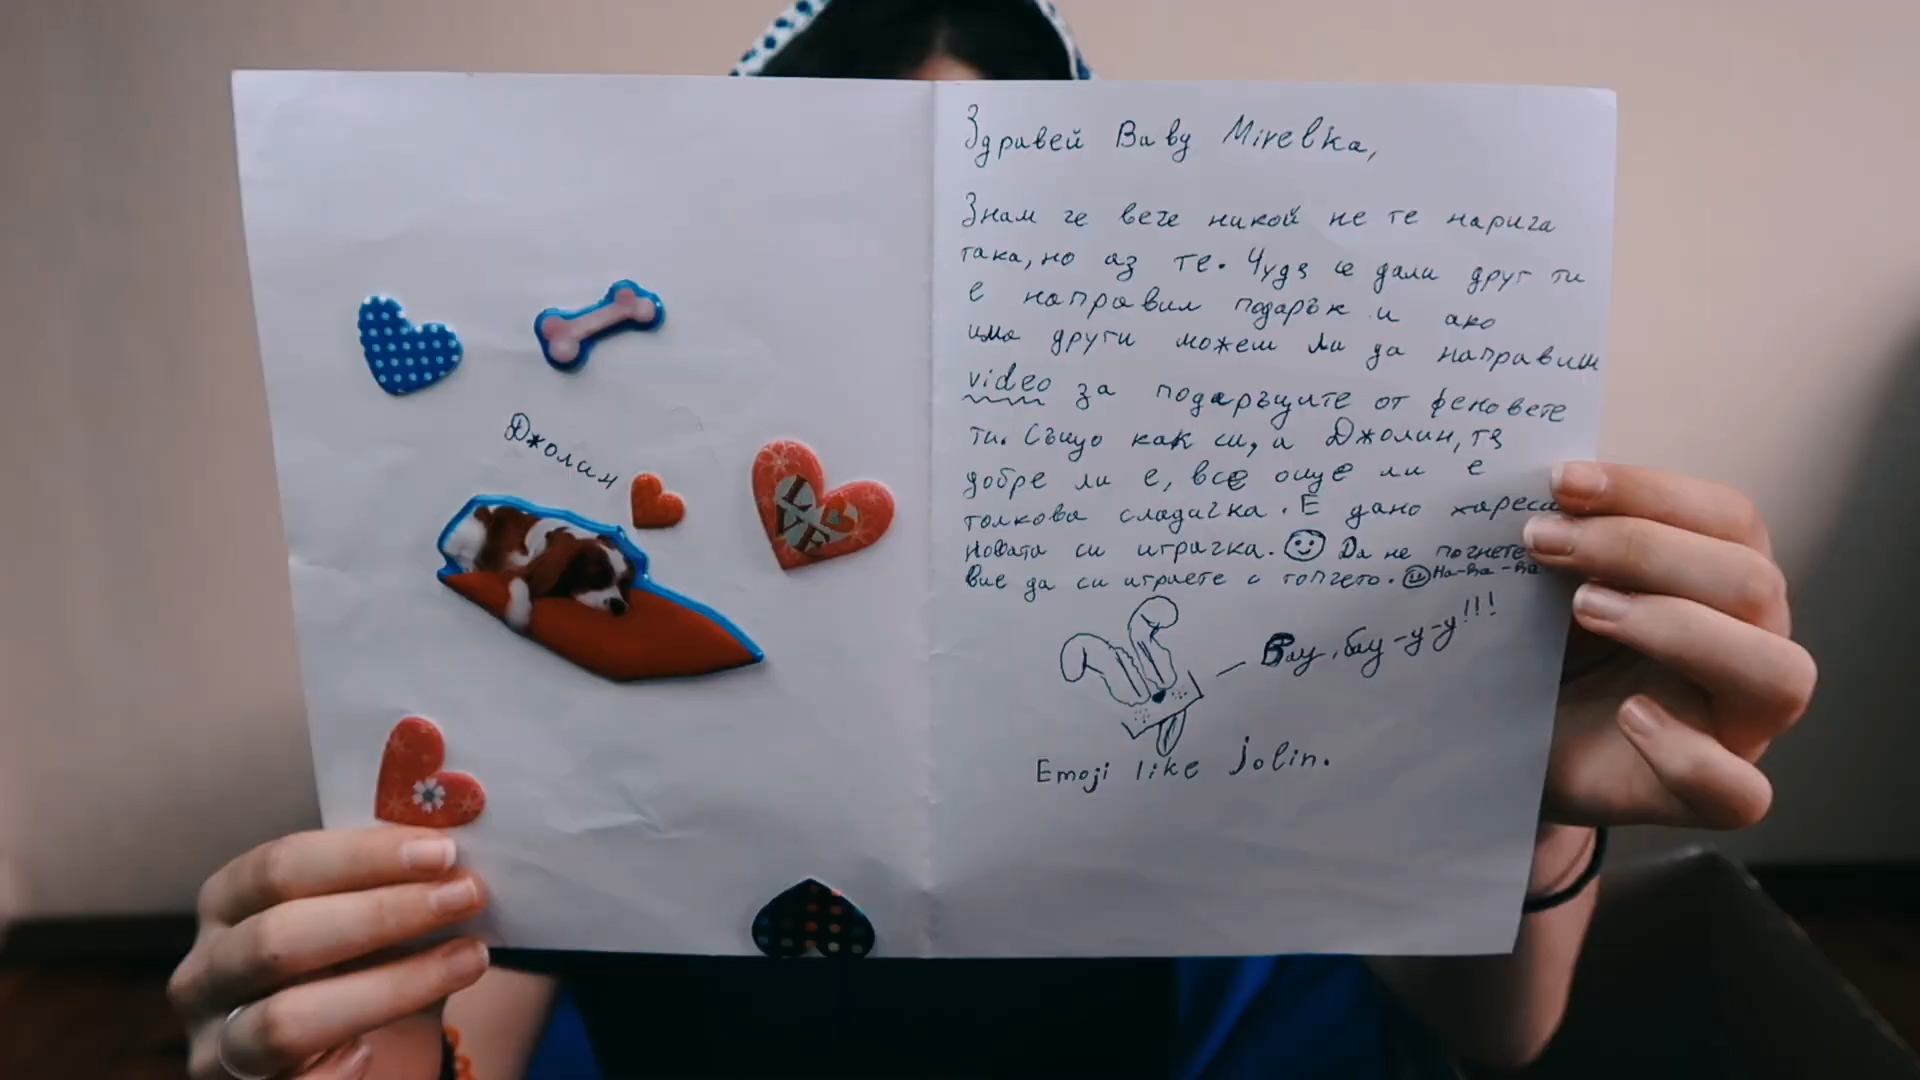 Джолин
LOVE
Здравей Baby Mirelka,
Знам че вече никой не те нарича
така, но аз те. Чудя се дали друг ти
е направил подарък и ако
има други можеш ли да направиш
video за подаръците от феновете
ти. Също как си, а Джолин, тя
добре ли е, все още ли е
толкова сладичка. Е дано хареса
новата си играчка. Да не почнете
вие да си играете с топчето. Ha-ha-ha
Бау, бау-у-у!!!
Emoji like Jolin.